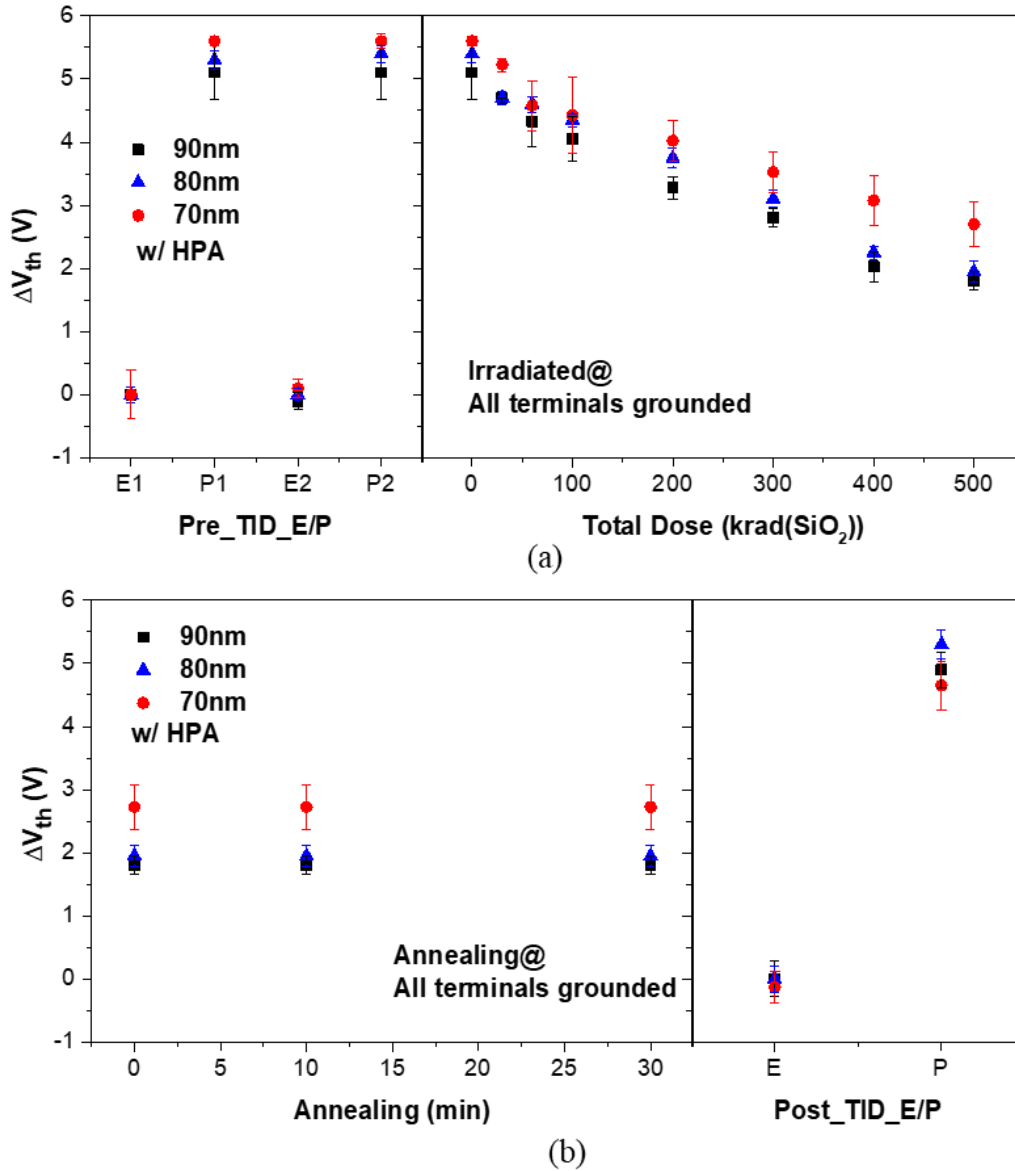 6
5
4
3
2
1
0
-1
ΔVth (V)
90nm
80nm
70nm
w/ HPA
Irradiated@
All terminals grounded
E1 P1 E2 P2 0 100 200 300 400 500
Pre_TID_E/P Total Dose (krad(SiO2))
(a)
6
5
4
3
2
1
0
-1
ΔVth (V)
90nm
80nm
70nm
w/ HPA
Annealing@
All terminals grounded
0 5 10 15 20 25 30 E P
Annealing (min) Post_TID_E/P
(b)